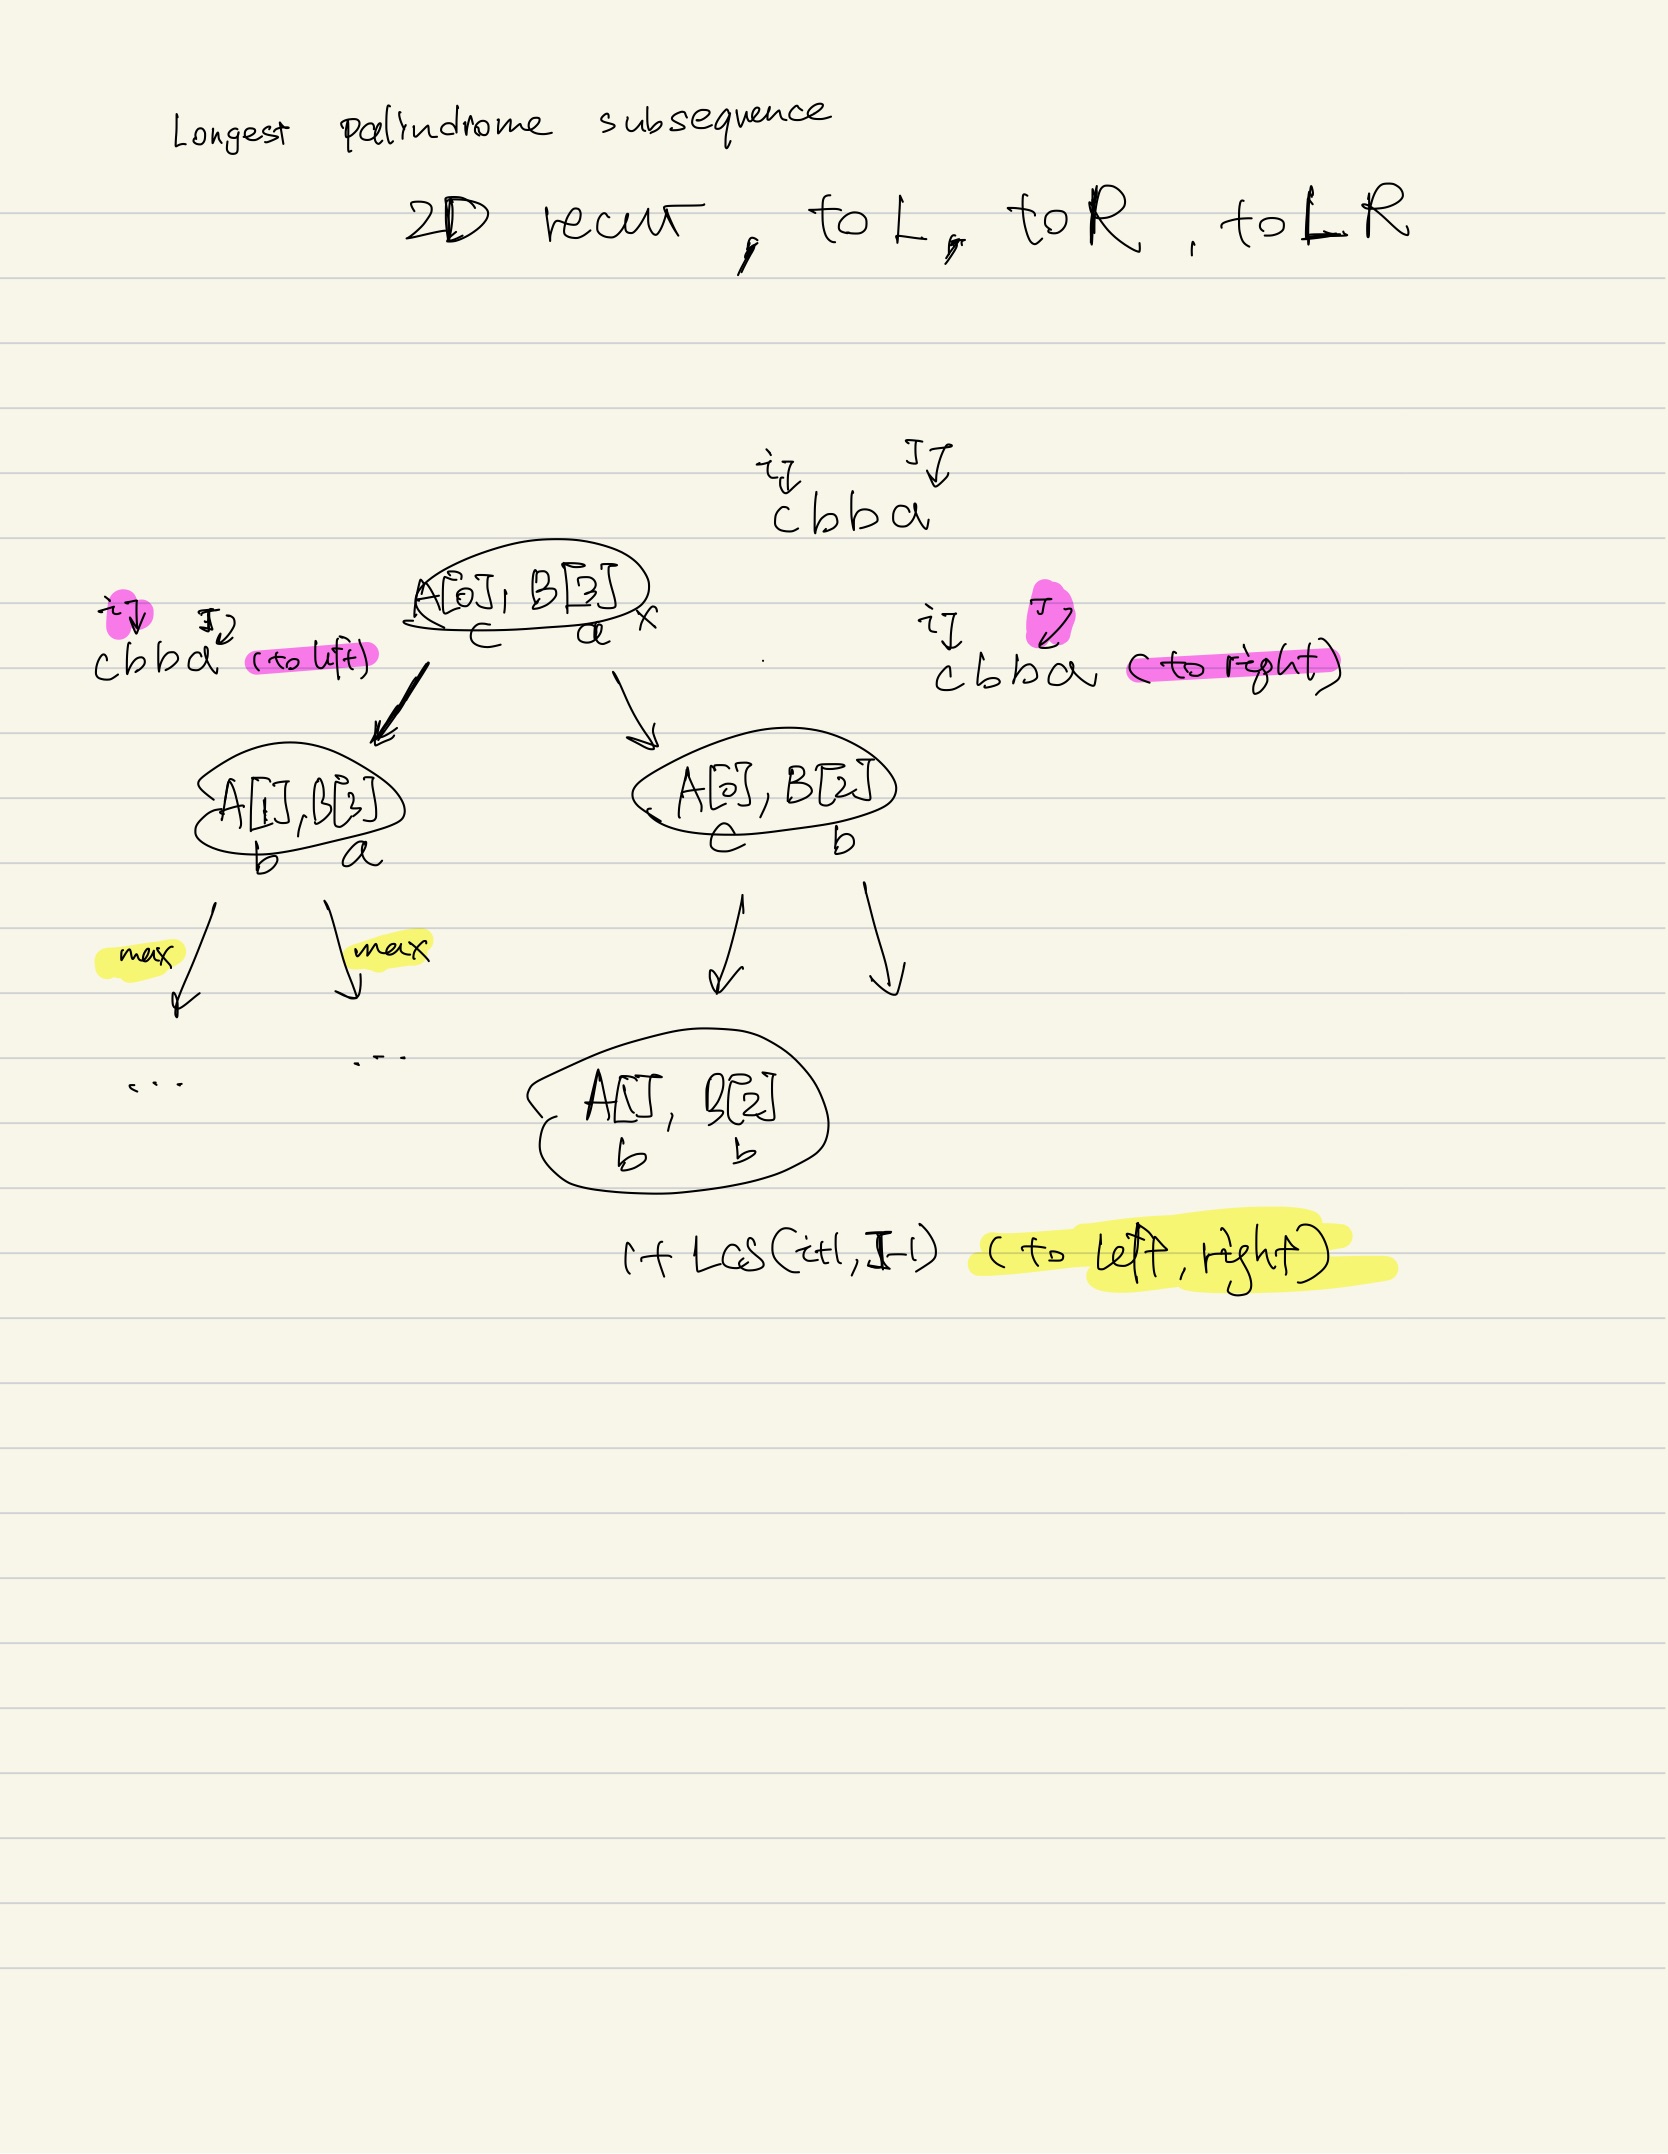 Longest palindrome subsequence
2D recur, to L, to R, to LR
i J
cbba
A[0], B[3]
c a x
i J
cbba (to left)
i J
cbba (to right)
A[1], B[3]
b a
A[0], B[2]
c b
max max
... ...
A[1], B[2]
b b
1+ LCS(i+1, J-1) (to left, right)